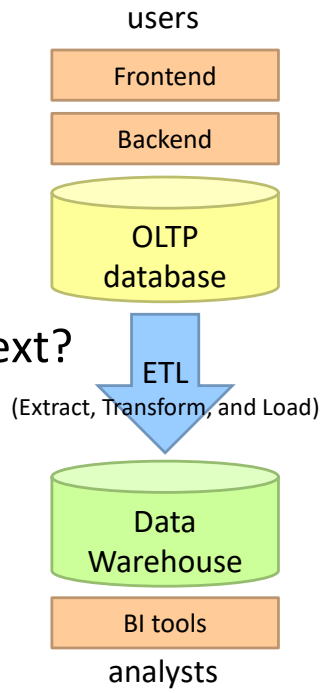 users
Frontend
Backend
OLTP
database
ext?
ETL
(Extract, Transform, and Load)
Data
Warehouse
BI tools
analysts